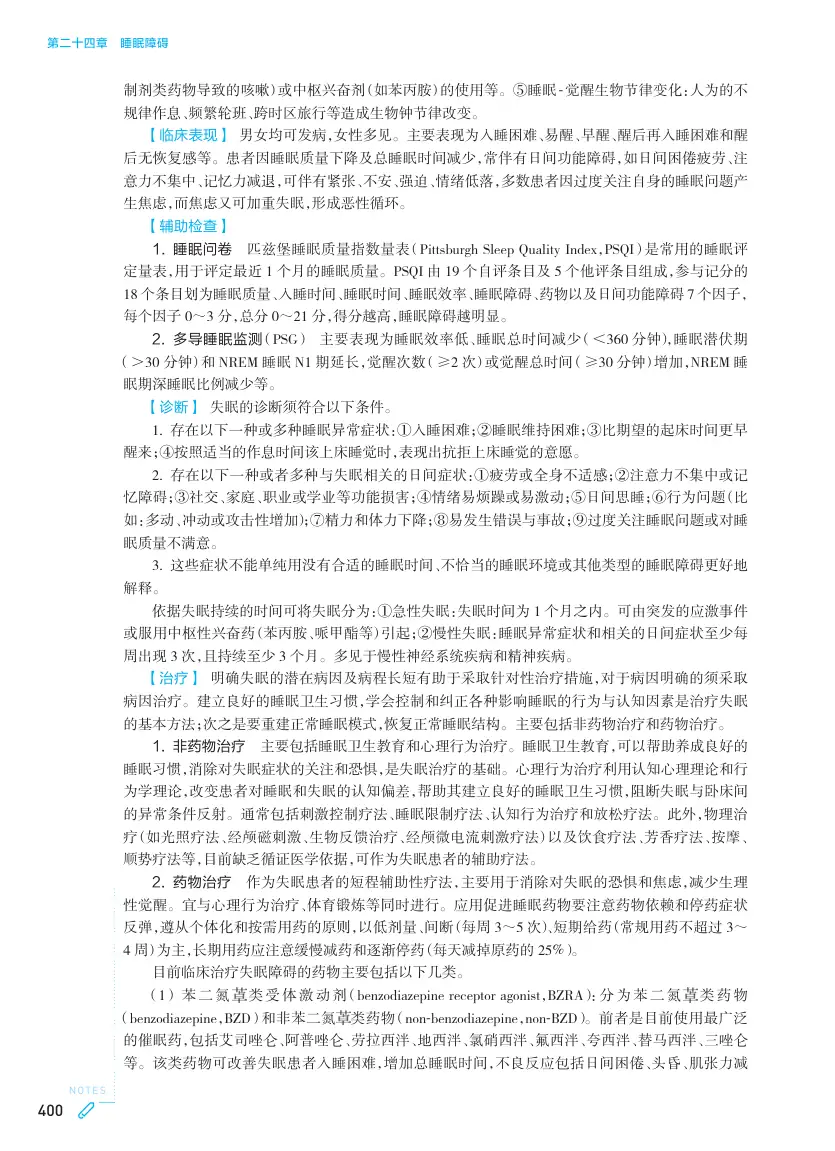 第二十四章 睡眠障碍
制剂类药物导致的咳嗽)或中枢兴奋剂(如苯丙胺)的使用等。⑤睡眠-觉醒生物节律变化:人为的不
规律作息、频繁轮班、跨时区旅行等造成生物钟节律改变。
【临床表现】 男女均可发病,女性多见。主要表现为入睡困难、易醒、早醒、醒后再入睡困难和醒
后无恢复感等。患者因睡眠质量下降及总睡眠时间减少,常伴有日间功能障碍,如日间困倦疲劳、注
意力不集中、记忆力减退,可伴有紧张、不安、强迫、情绪低落,多数患者因过度关注自身的睡眠问题产
生焦虑,而焦虑又可加重失眠,形成恶性循环。
【辅助检查】
1. 睡眠问卷 匹兹堡睡眠质量指数量表(Pittsburgh Sleep Quality Index,PSQI)是常用的睡眠评
定量表,用于评定最近 1 个月的睡眠质量。PSQI 由 19 个自评条目及 5 个他评条目组成,参与记分的
18 个条目划为睡眠质量、入睡时间、睡眠时间、睡眠效率、睡眠障碍、药物以及日间功能障碍 7 个因子,
每个因子 0~3 分,总分 0~21 分,得分越高,睡眠障碍越明显。
2. 多导睡眠监测(PSG) 主要表现为睡眠效率低、睡眠总时间减少(<360 分钟),睡眠潜伏期
(>30 分钟)和 NREM 睡眠 N1 期延长,觉醒次数(≥2 次)或觉醒总时间(≥30 分钟)增加,NREM 睡
眠期深睡眠比例减少等。
【诊断】 失眠的诊断须符合以下条件。
1. 存在以下一种或多种睡眠异常症状:①入睡困难;②睡眠维持困难;③比期望的起床时间更早
醒来;④按照适当的作息时间该上床睡觉时,表现出抗拒上床睡觉的意愿。
2. 存在以下一种或者多种与失眠相关的日间症状:①疲劳或全身不适感;②注意力不集中或记
忆障碍;③社交、家庭、职业或学业等功能损害;④情绪易烦躁或易激动;⑤日间思睡;⑥行为问题(比
如:多动、冲动或攻击性增加);⑦精力和体力下降;⑧易发生错误与事故;⑨过度关注睡眠问题或对睡
眠质量不满意。
3. 这些症状不能单纯用没有合适的睡眠时间、不恰当的睡眠环境或其他类型的睡眠障碍更好地
解释。
依据失眠持续的时间可将失眠分为:①急性失眠:失眠时间为 1 个月之内。可由突发的应激事件
或服用中枢性兴奋药(苯丙胺、哌甲酯等)引起;②慢性失眠:睡眠异常症状和相关的日间症状至少每
周出现 3 次,且持续至少 3 个月。多见于慢性神经系统疾病和精神疾病。
【治疗】 明确失眠的潜在病因及病程长短有助于采取针对性治疗措施,对于病因明确的须采取
病因治疗。建立良好的睡眠卫生习惯,学会控制和纠正各种影响睡眠的行为与认知因素是治疗失眠
的基本方法;次之是要重建正常睡眠模式,恢复正常睡眠结构。主要包括非药物治疗和药物治疗。
1. 非药物治疗 主要包括睡眠卫生教育和心理行为治疗。睡眠卫生教育,可以帮助养成良好的
睡眠习惯,消除对失眠症状的关注和恐惧,是失眠治疗的基础。心理行为治疗利用认知心理理论和行
为学理论,改变患者对睡眠和失眠的认知偏差,帮助其建立良好的睡眠卫生习惯,阻断失眠与卧床间
的异常条件反射。通常包括刺激控制疗法、睡眠限制疗法、认知行为治疗和放松疗法。此外,物理治
疗(如光照疗法、经颅磁刺激、生物反馈治疗、经颅微电流刺激疗法)以及饮食疗法、芳香疗法、按摩、
顺势疗法等,目前缺乏循证医学依据,可作为失眠患者的辅助疗法。
2. 药物治疗 作为失眠患者的短程辅助性疗法,主要用于消除对失眠的恐惧和焦虑,减少生理
性觉醒。宜与心理行为治疗、体育锻炼等同时进行。应用促进睡眠药物要注意药物依赖和停药症状
反弹,遵从个体化和按需用药的原则,以低剂量、间断(每周 3~5 次)、短期给药(常规用药不超过 3~
4 周)为主,长期用药应注意缓慢减药和逐渐停药(每天减掉原药的 25%)。
目前临床治疗失眠障碍的药物主要包括以下几类。
(1) 苯二氮䓬类受体激动剂(benzodiazepine receptor agonist,BZRA):分为苯二氮䓬类药物
(benzodiazepine,BZD)和非苯二氮䓬类药物(non-benzodiazepine,non-BZD)。前者是目前使用最广泛
的催眠药,包括艾司唑仑、阿普唑仑、劳拉西泮、地西泮、氯硝西泮、氟西泮、夸西泮、替马西泮、三唑仑
等。该类药物可改善失眠患者入睡困难,增加总睡眠时间,不良反应包括日间困倦、头昏、肌张力减
NOTES
400